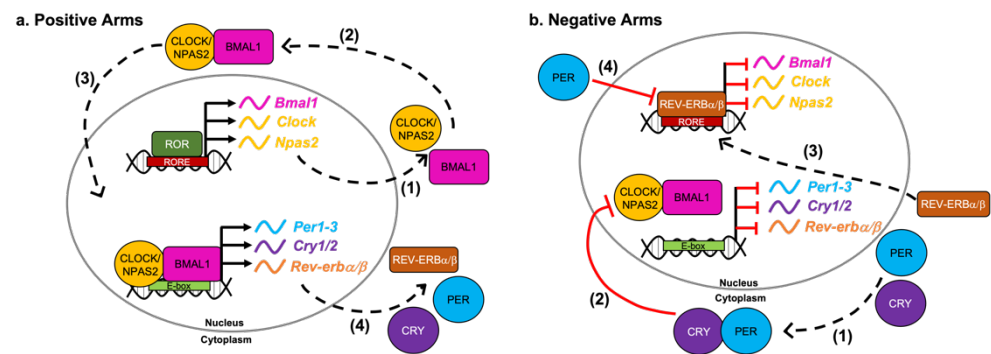 a. Positive Arms
CLOCK/
NPAS2
BMAL1
(2)
(3)
Bmal1
Clock
Npas2
ROR
RORE
CLOCK/
NPAS2
BMAL1
(1)
Per1-3
Cry1/2
Rev-erbα/β
CLOCK/
NPAS2
BMAL1
E-box
REV-ERBα/β
PER
CRY
(4)
Nucleus
Cytoplasm
b. Negative Arms
PER
(4)
Bmal1
Clock
Npas2
REV-ERBα/β
RORE
(3)
CLOCK/
NPAS2
BMAL1
Per1-3
Cry1/2
Rev-erbα/β
E-box
REV-ERBα/β
PER
CRY
Nucleus
Cytoplasm
(2)
CRY
PER
(1)